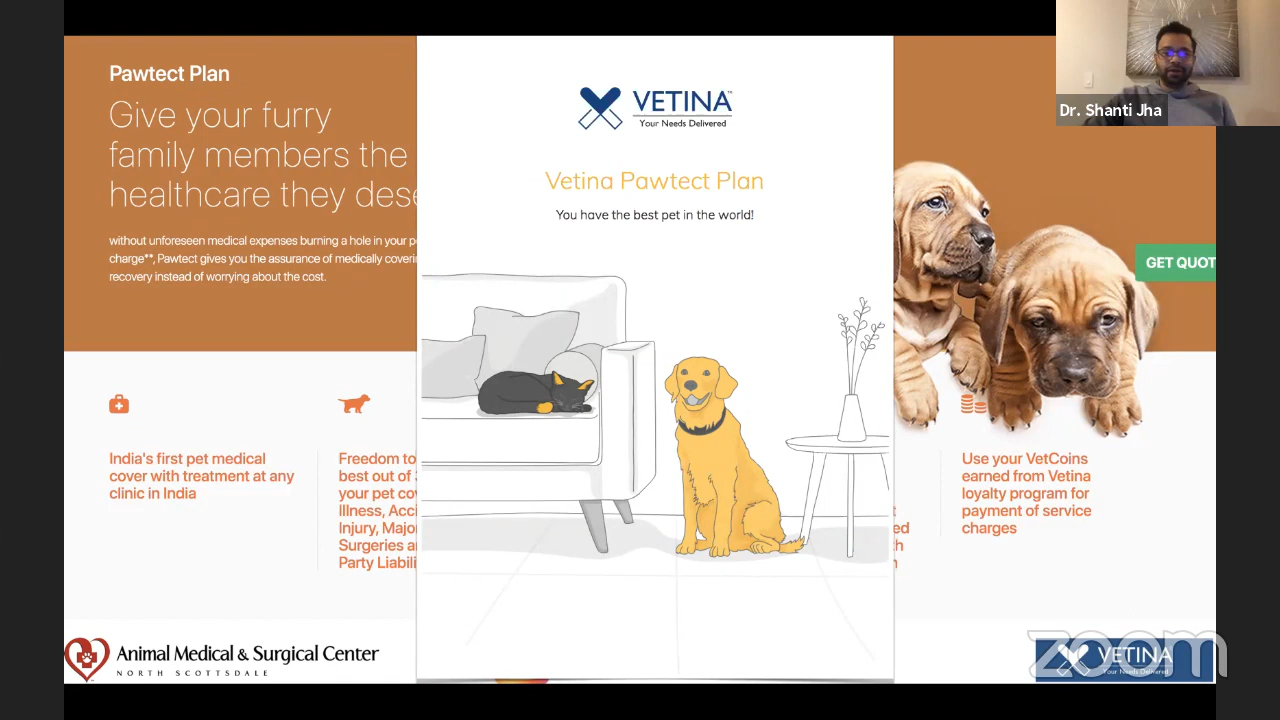 Pawtect Plan
Give your furry
family members the
healthcare they dese
without unforeseen medical expenses burning a hole in your p
charge**, Pawtect gives you the assurance of medically coveri
recovery instead of worrying about the cost.
VETINA™
Your Needs Delivered
Vetina Pawtect Plan
You have the best pet in the world!
Dr. Shanti Jha
GET QUOT
India's first pet medical
cover with treatment at any
clinic in India
Freedom to
best out of
your pet co
Illness, Acci
Injury, Majo
Surgeries a
Party Liabili
Use your VetCoins
earned from Vetina
loyalty program for
payment of service
charges
Animal Medical & Surgical Center
NORTH SCOTTSDALE
VETINA
Your Needs Delivered
zoom